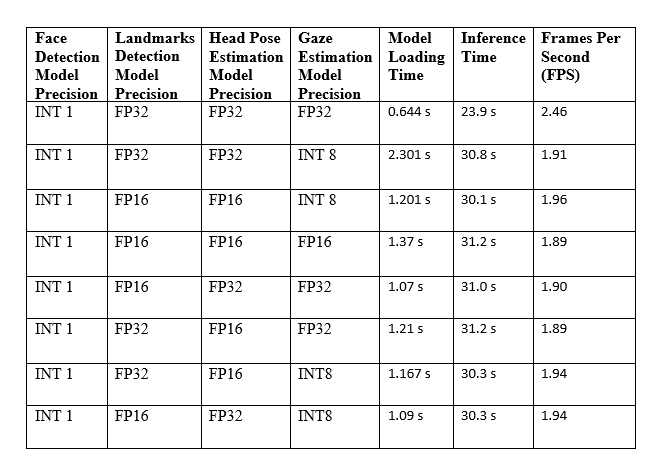 Face Detection Model Precision | Landmarks Detection Model Precision | Head Pose Estimation Model Precision | Gaze Estimation Model Precision | Model Loading Time | Inference Time | Frames Per Second (FPS)
INT 1 | FP32 | FP32 | FP32 | 0.644 s | 23.9 s | 2.46
INT 1 | FP32 | FP32 | INT 8 | 2.301 s | 30.8 s | 1.91
INT 1 | FP16 | FP16 | INT 8 | 1.201 s | 30.1 s | 1.96
INT 1 | FP16 | FP16 | FP16 | 1.37 s | 31.2 s | 1.89
INT 1 | FP16 | FP32 | FP32 | 1.07 s | 31.0 s | 1.90
INT 1 | FP32 | FP16 | FP32 | 1.21 s | 31.2 s | 1.89
INT 1 | FP32 | FP16 | INT8 | 1.167 s | 30.3 s | 1.94
INT 1 | FP16 | FP32 | INT8 | 1.09 s | 30.3 s | 1.94